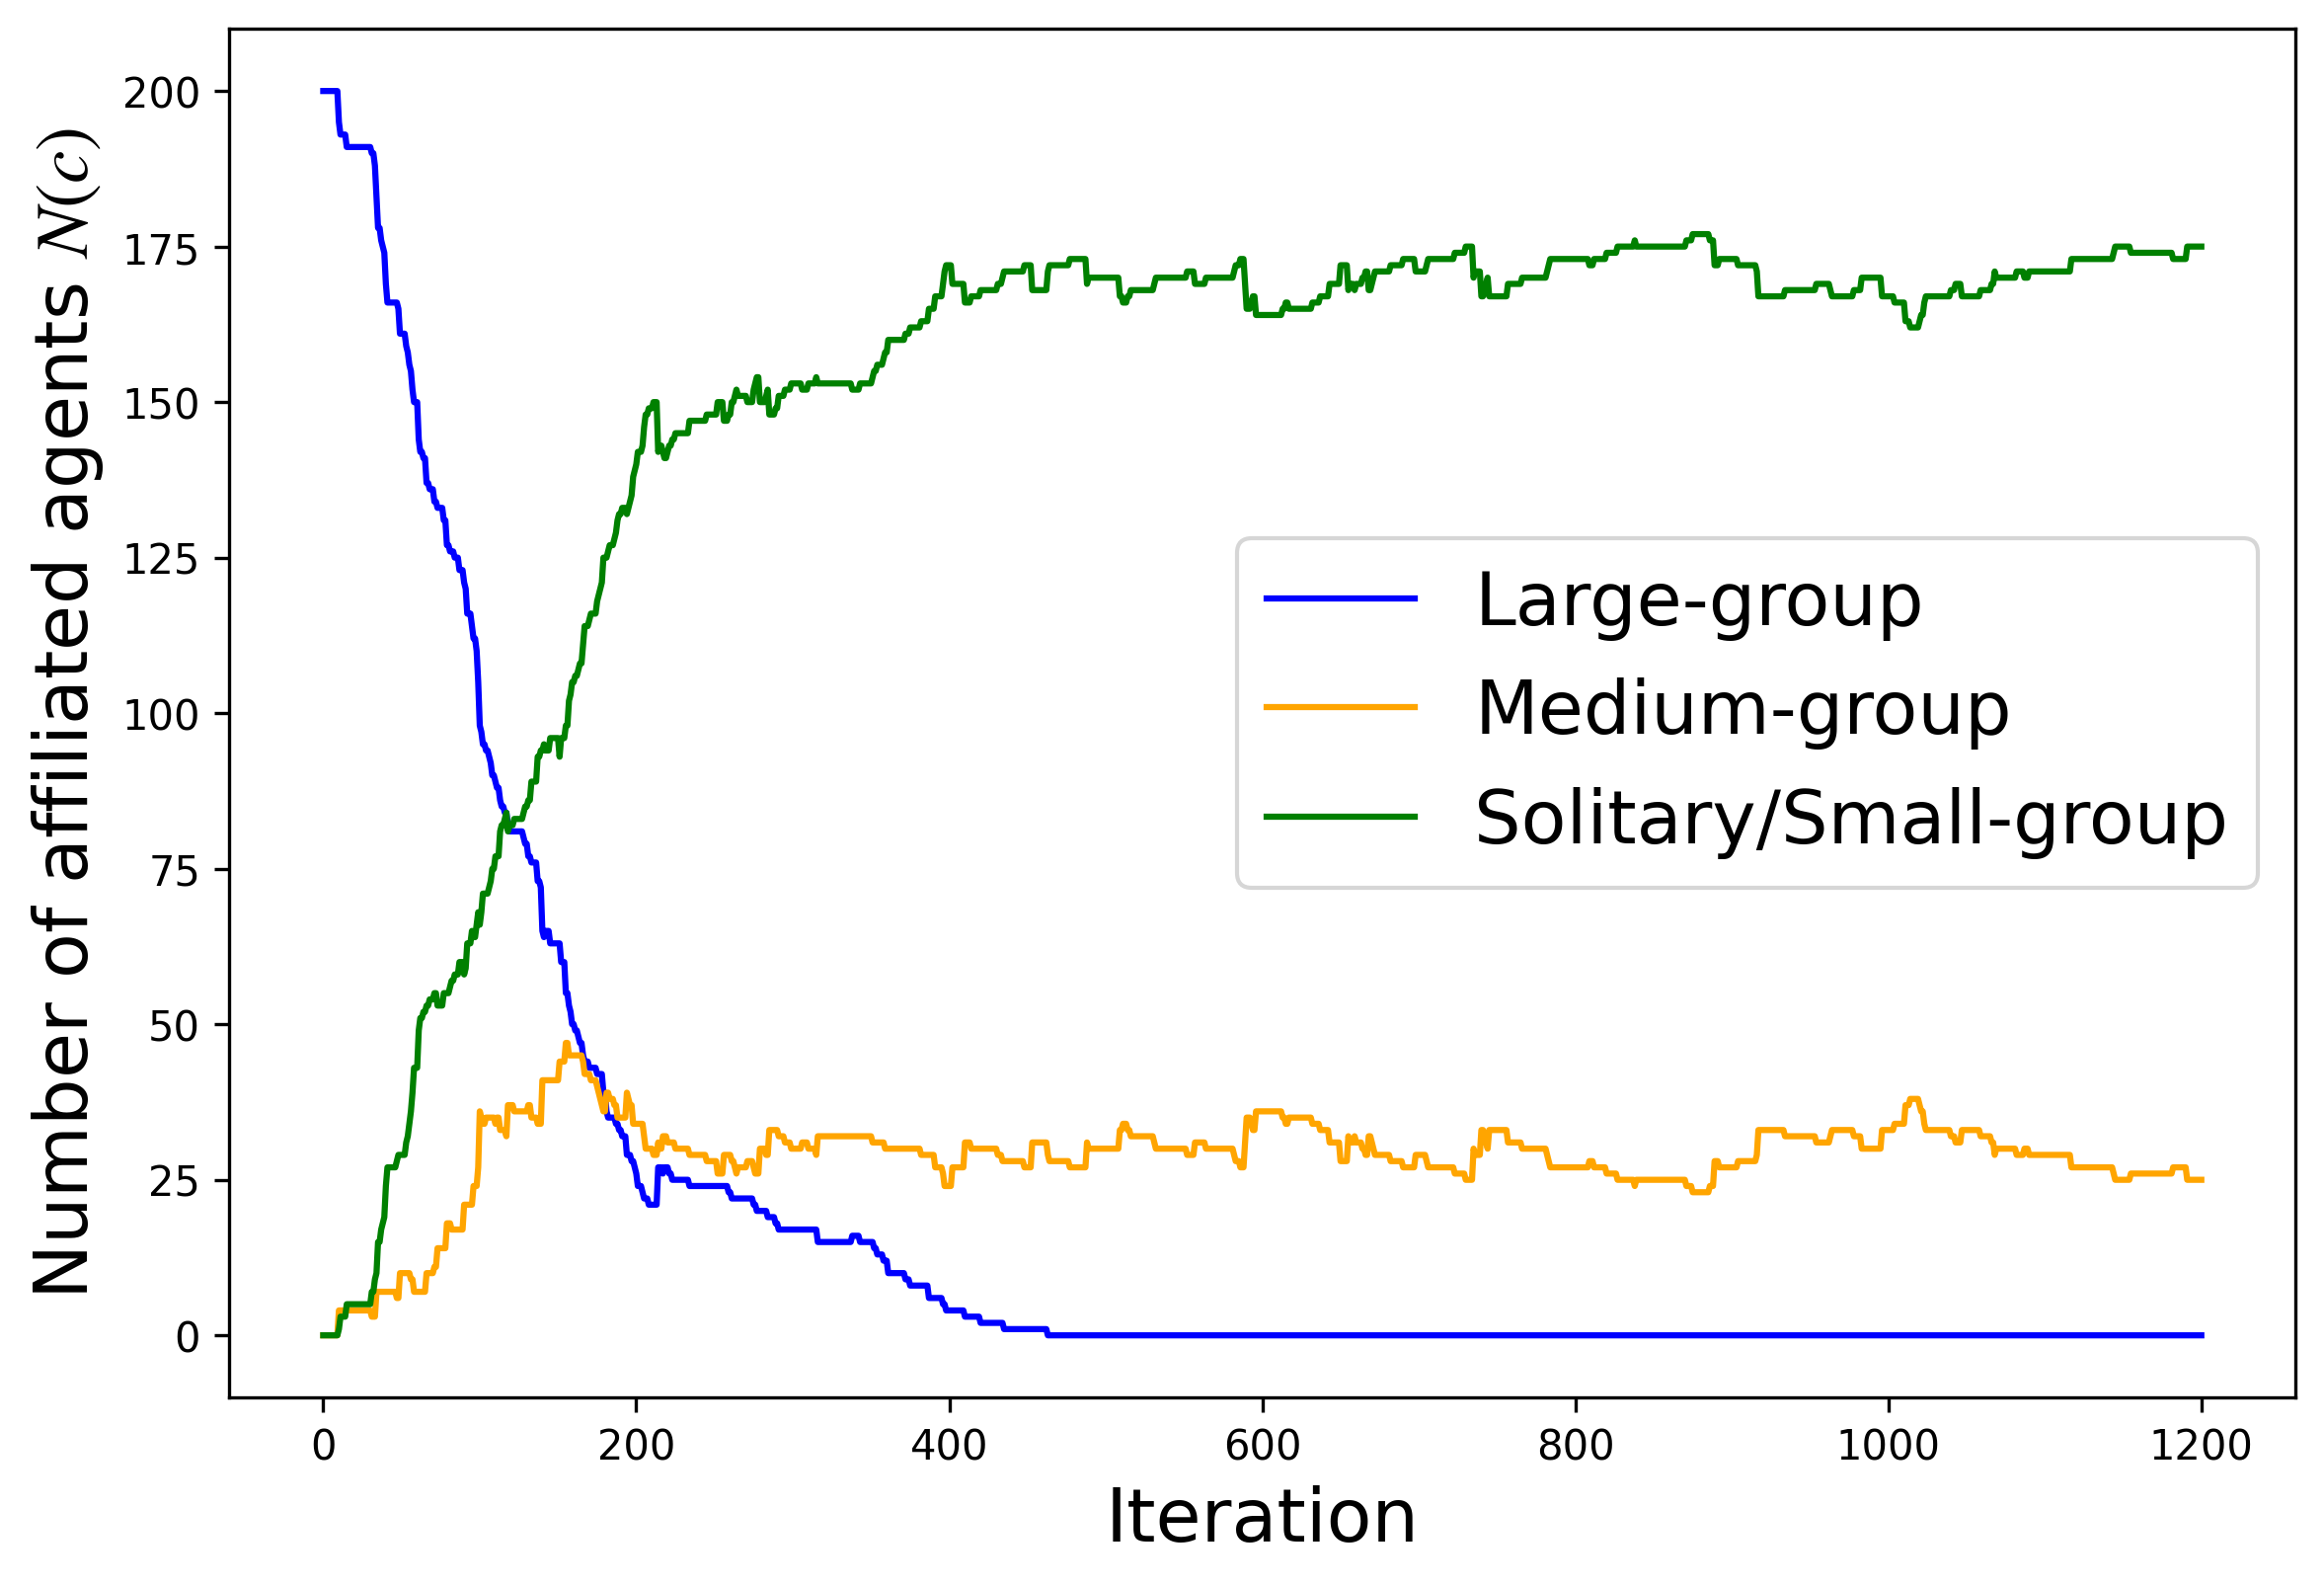 Number of affiliated agents N(c)
200
175
150
125
100
75
50
25
0
Large-group
Medium-group
Solitary/Small-group
0 200 400 600 800 1000 1200
Iteration